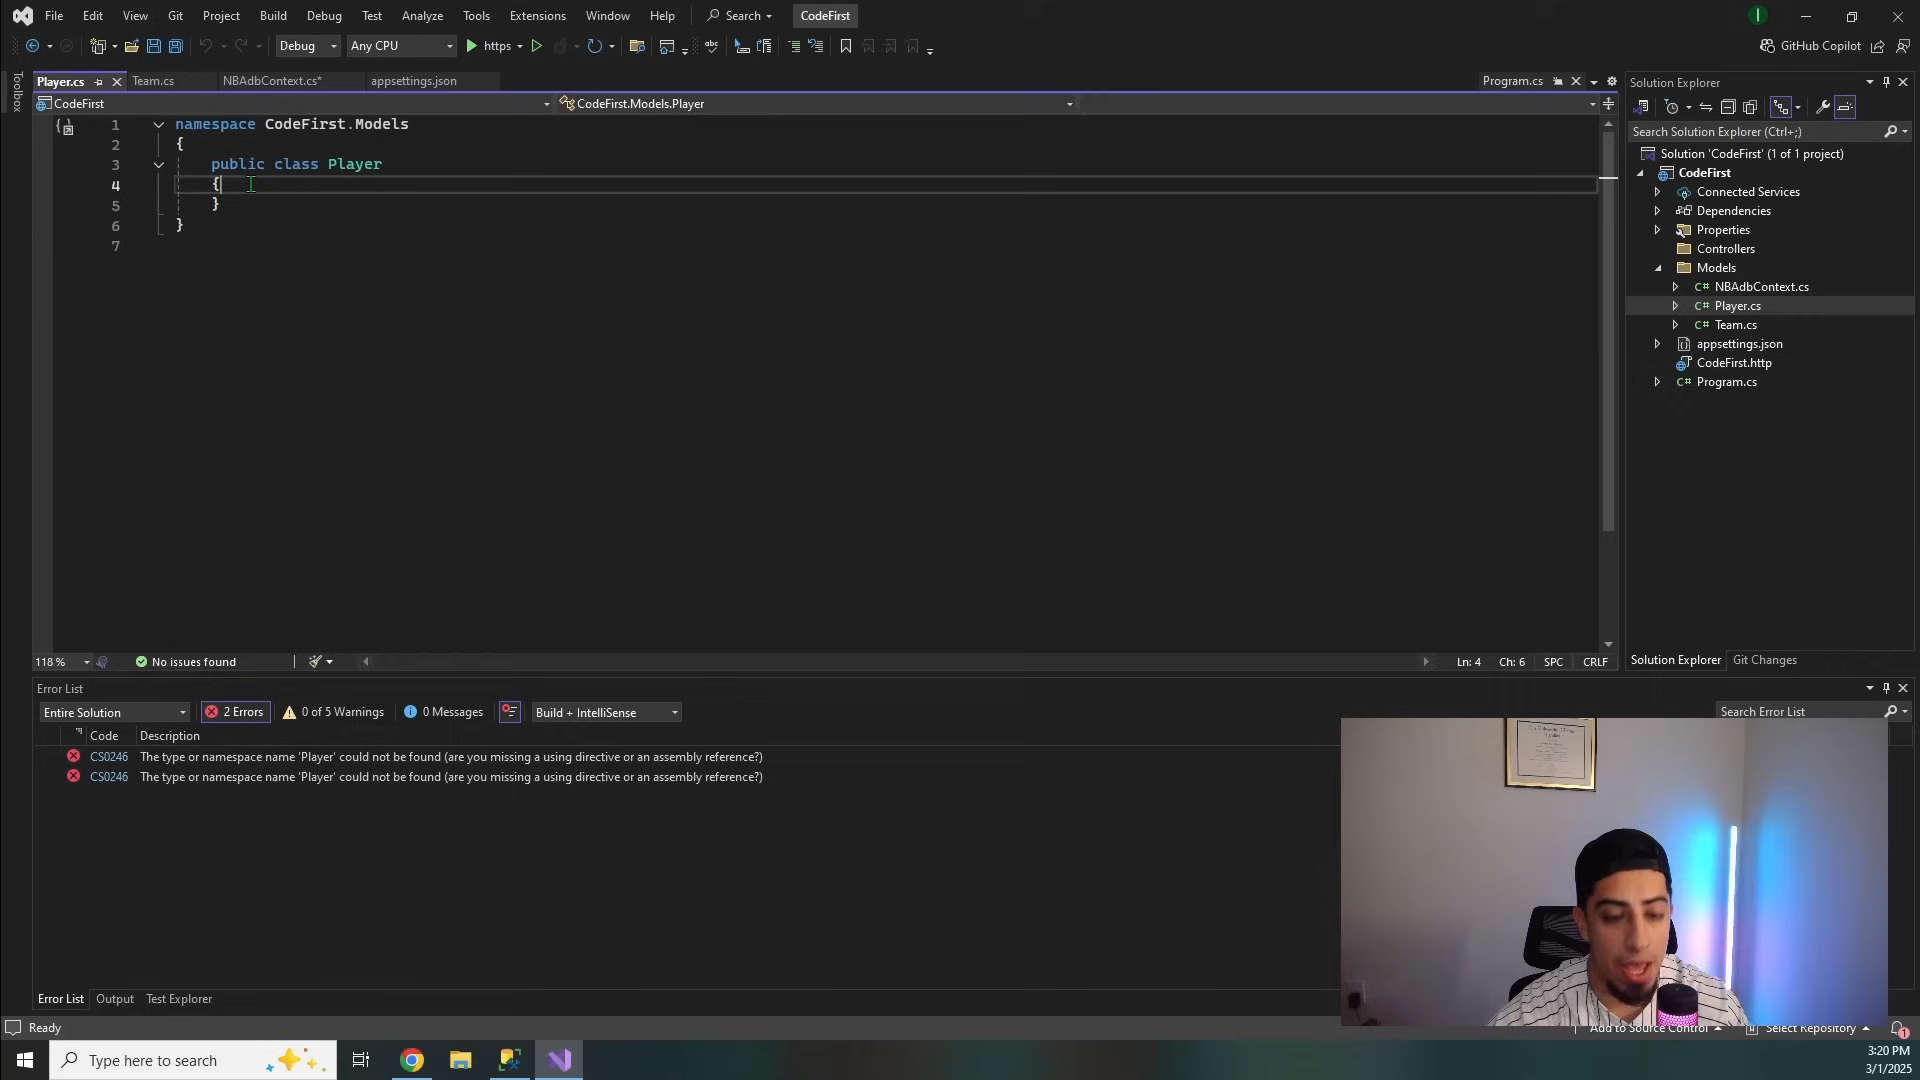 File Edit View Git Project Build Debug Test Analyze Tools Extensions Window Help Search CodeFirst
Debug Any CPU https GitHub Copilot
Toolbox
Player.cs Team.cs NBAdbContext.cs* appsettings.json Program.cs
CodeFirst CodeFirst.Models.Player
1 namespace CodeFirst.Models
2 {
3 public class Player
4 {
5 }
6 }
7
118 % No issues found Ln: 4 Ch: 6 SPC CRLF
Solution Explorer
Search Solution Explorer (Ctrl+;)
Solution 'CodeFirst' (1 of 1 project)
CodeFirst
Connected Services
Dependencies
Properties
Controllers
Models
C# NBAdbContext.cs
C# Player.cs
C# Team.cs
appsettings.json
CodeFirst.http
C# Program.cs
Solution Explorer Git Changes
Error List
Entire Solution 2 Errors 0 of 5 Warnings 0 Messages Build + IntelliSense Search Error List
Code Description
CS0246 The type or namespace name 'Player' could not be found (are you missing a using directive or an assembly reference?)
CS0246 The type or namespace name 'Player' could not be found (are you missing a using directive or an assembly reference?)
Error List Output Test Explorer
Ready Add to Source Control Select Repository 1
Type here to search
3:20 PM
3/1/2025